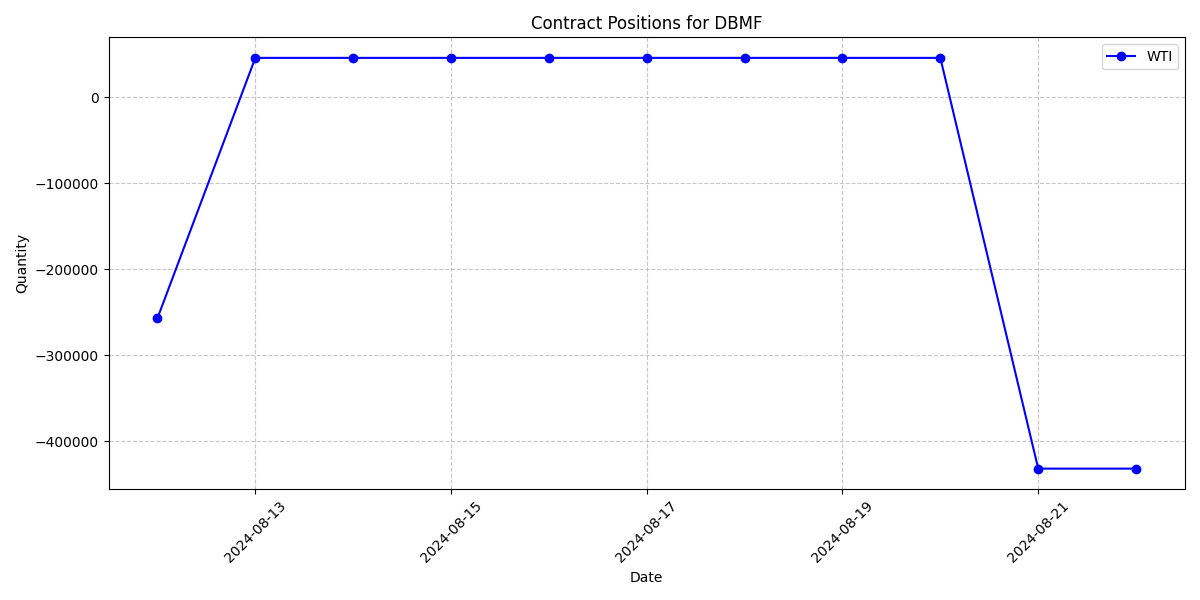 Contract Positions for DBMF
WTI
0
−100000
−200000
−300000
−400000
Quantity
2024-08-13
2024-08-15
2024-08-17
2024-08-19
2024-08-21
Date